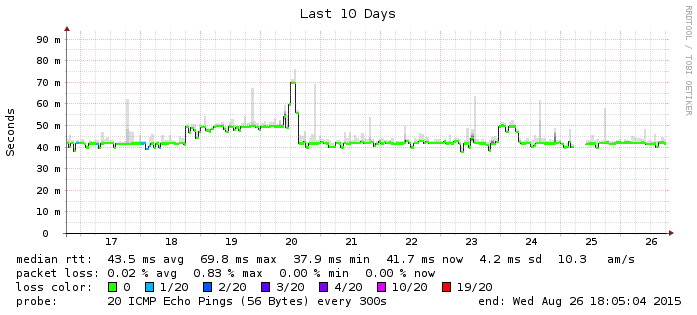 Last 10 Days
RRDTOOL / TOBI OETIKER
Seconds
90 m
80 m
70 m
60 m
50 m
40 m
30 m
20 m
10 m
0
17 18 19 20 21 22 23 24 25 26
median rtt: 43.5 ms avg 69.8 ms max 37.9 ms min 41.7 ms now 4.2 ms sd 10.3 am/s
packet loss: 0.02 % avg 0.83 % max 0.00 % min 0.00 % now
loss color: 0 1/20 2/20 3/20 4/20 10/20 19/20
probe: 20 ICMP Echo Pings (56 Bytes) every 300s end: Wed Aug 26 18:05:04 2015